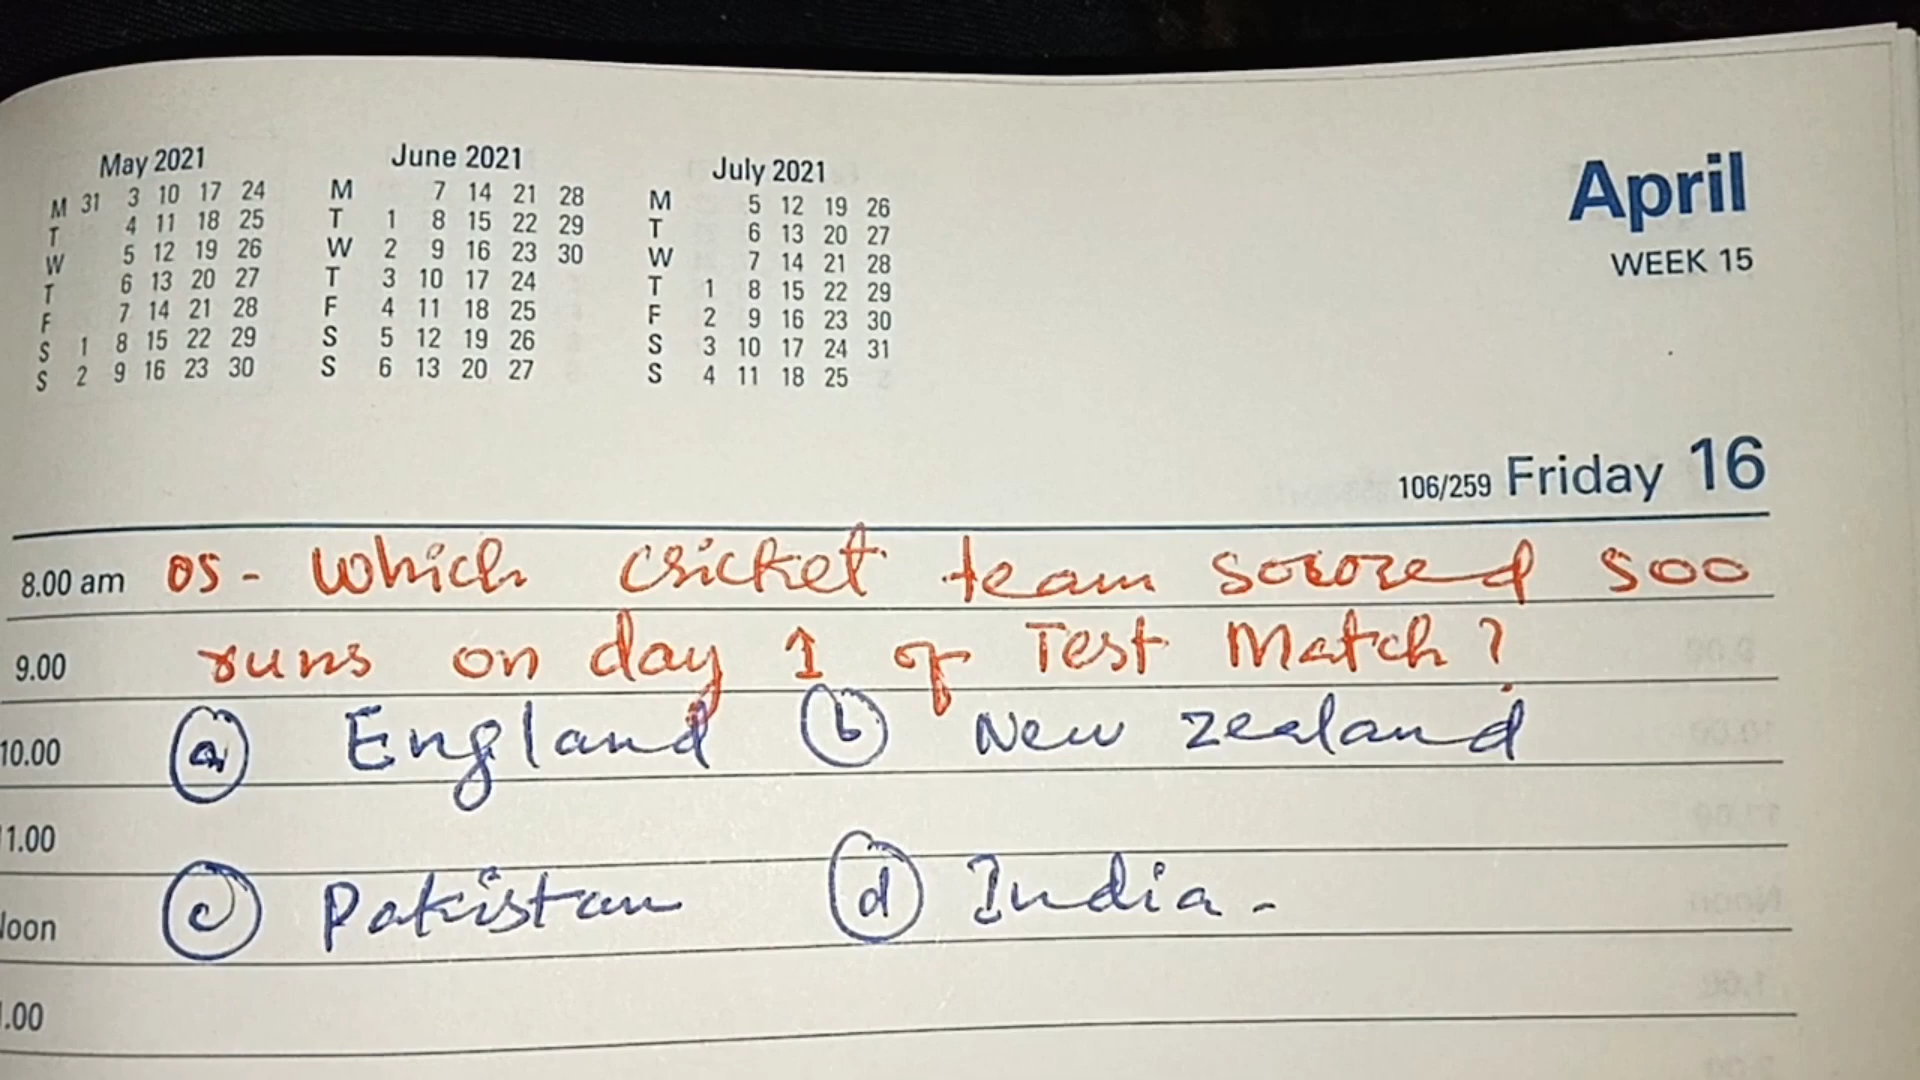 May 2021
M 31 3 10 17 24
T 4 11 18 25
W 5 12 19 26
T 6 13 20 27
F 7 14 21 28
S 1 8 15 22 29
S 2 9 16 23 30
June 2021
M 7 14 21 28
T 1 8 15 22 29
W 2 9 16 23 30
T 3 10 17 24
F 4 11 18 25
S 5 12 19 26
S 6 13 20 27
July 2021
M 5 12 19 26
T 6 13 20 27
W 7 14 21 28
T 1 8 15 22 29
F 2 9 16 23 30
S 3 10 17 24 31
S 4 11 18 25
April
WEEK 15
106/259 Friday 16
8.00 am 05 - Which cricket team scored 500
9.00 runs on day 1 of Test Match?
10.00 (a) England (b) New zealand
11.00
Noon (c) Pakistan (d) India -
1.00